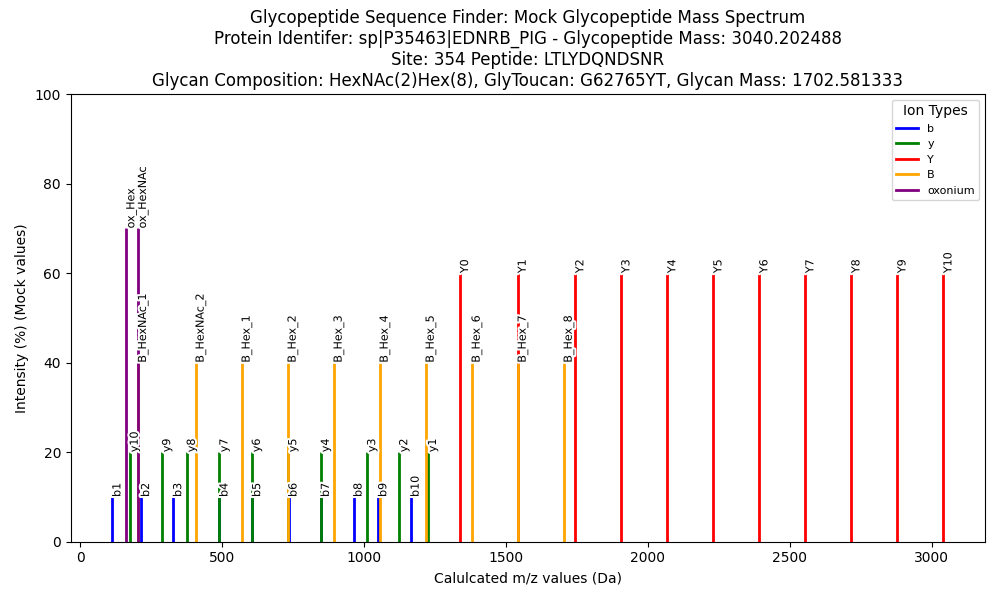 Glycopeptide Sequence Finder: Mock Glycopeptide Mass Spectrum
Protein Identifer: sp|P35463|EDNRB_PIG - Glycopeptide Mass: 3040.202488
Site: 354 Peptide: LTLYDQNDSNR
Glycan Composition: HexNAc(2)Hex(8), GlyToucan: G62765YT, Glycan Mass: 1702.581333
Intensity (%) (Mock values)
100
80
60
40
20
0
Ion Types
b
y
Y
B
oxonium
ox_Hex
ox_HexNAc
Y0
Y1
Y2
Y3
Y4
Y5
Y6
Y7
Y8
Y9
Y10
B_HexNAc_1
B_HexNAc_2
B_Hex_1
B_Hex_2
B_Hex_3
B_Hex_4
B_Hex_5
B_Hex_6
B_Hex_7
B_Hex_8
y10
y9
y8
y7
y6
y5
y4
y3
y2
y1
b1
b2
b3
b4
b5
b6
b7
b8
b9
b10
0
500
1000
1500
2000
2500
3000
Calulcated m/z values (Da)